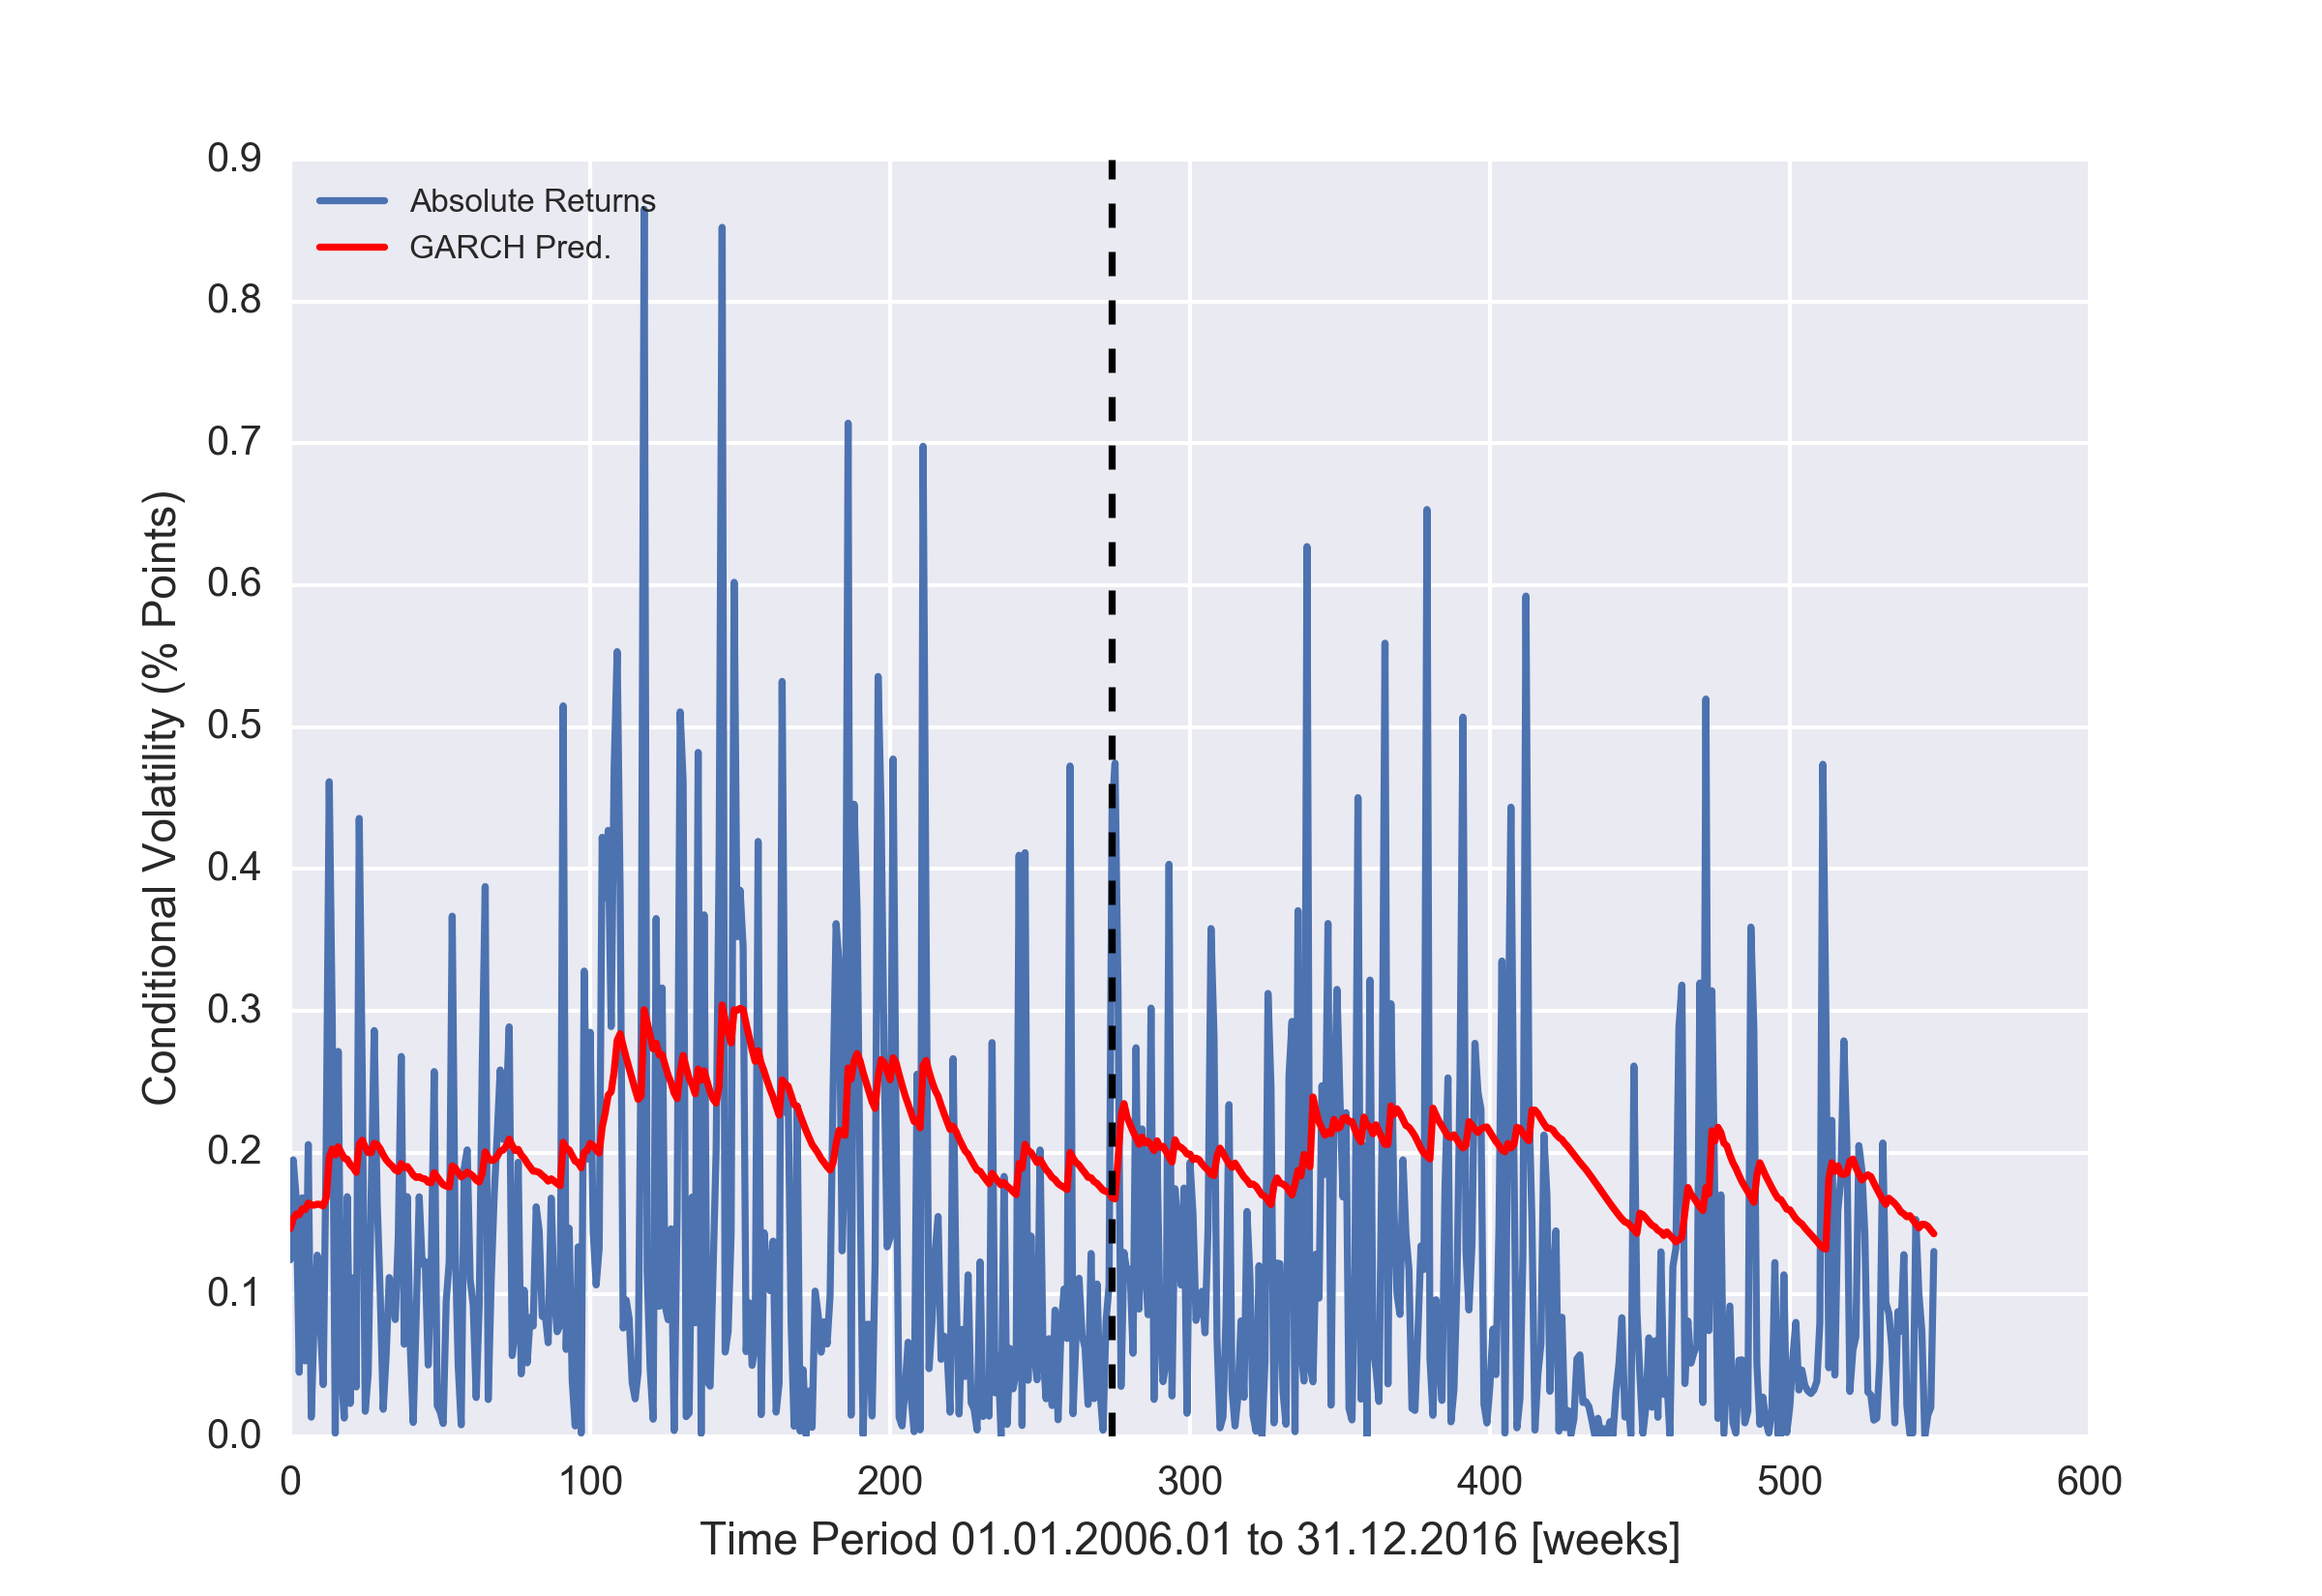 0.9
0.8
0.7
0.6
0.5
0.4
0.3
0.2
0.1
0.0
Conditional Volatility (% Points)
Absolute Returns
GARCH Pred.
0 100 200 300 400 500 600
Time Period 01.01.2006.01 to 31.12.2016 [weeks]